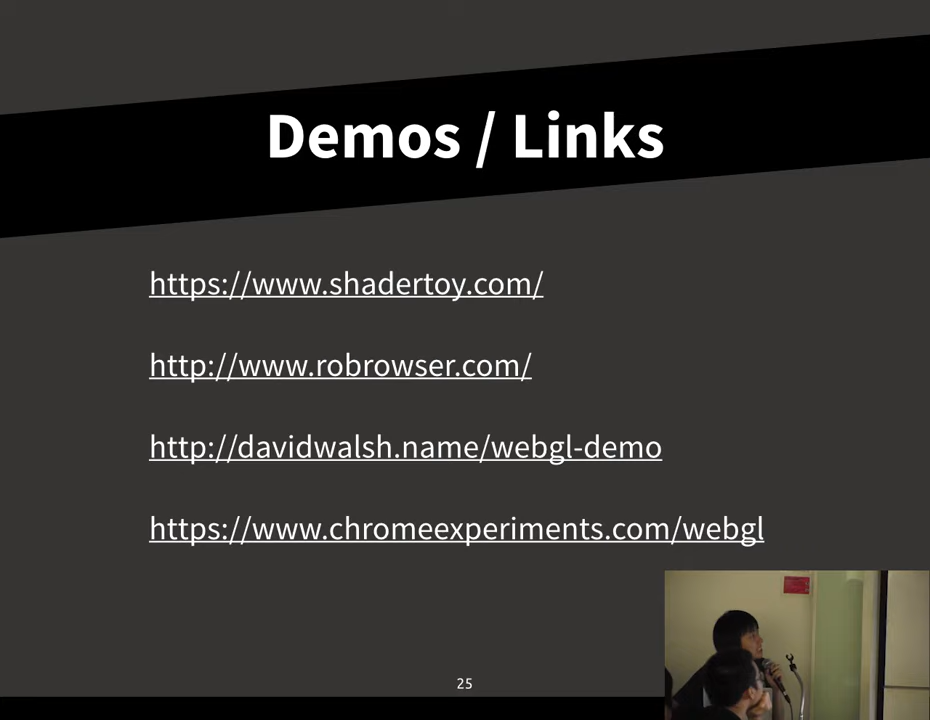 Demos / Links
https://www.shadertoy.com/
http://www.robrowser.com/
http://davidwalsh.name/webgl-demo
https://www.chromeexperiments.com/webgl
25